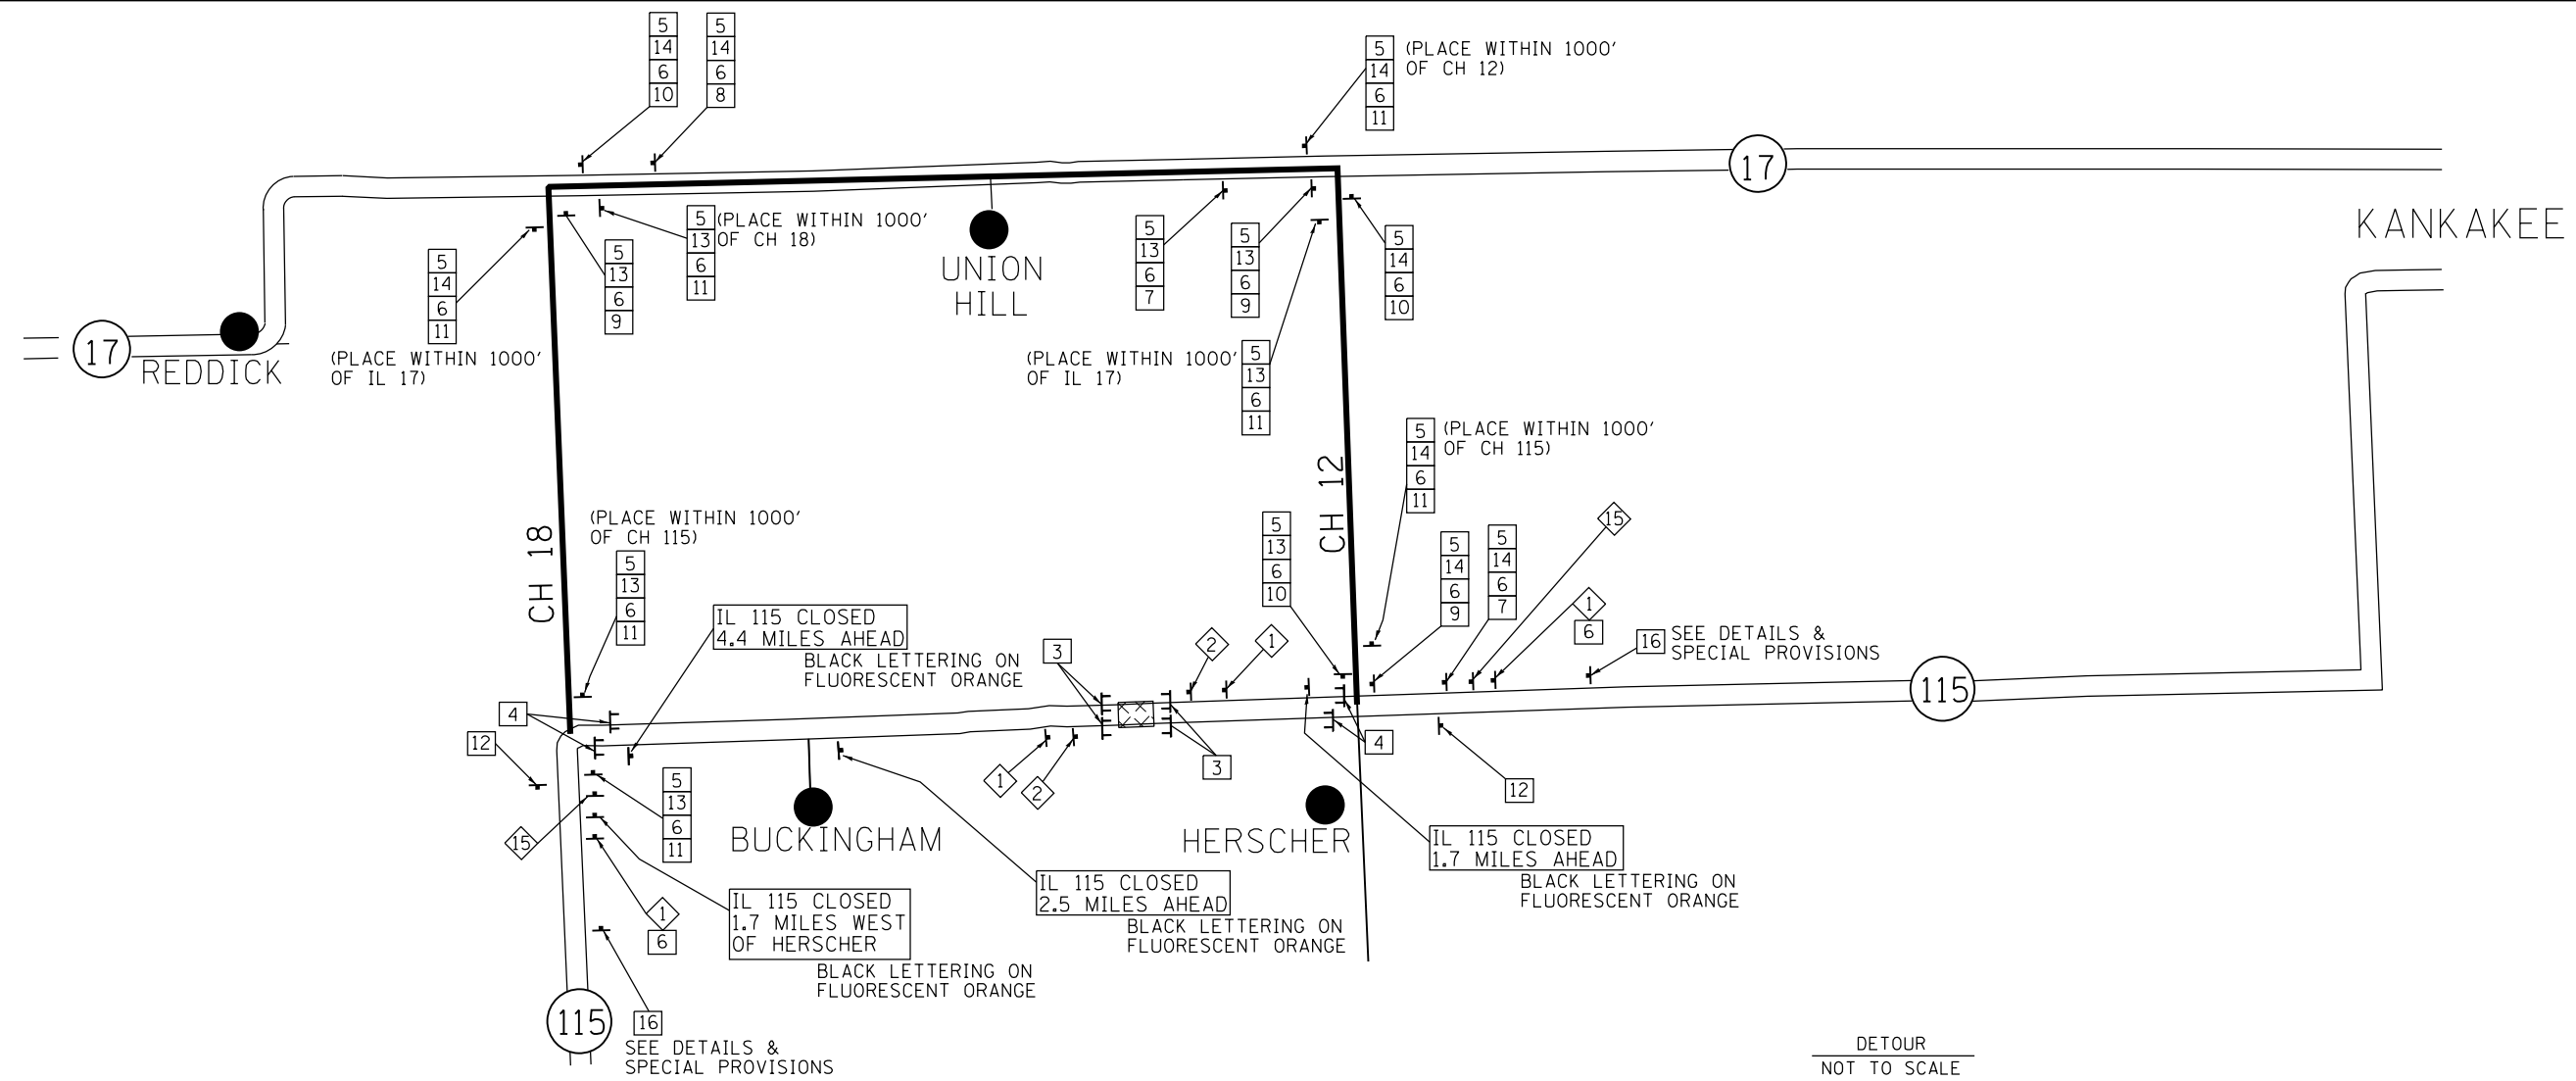 5
14
6
10
5
14
6
8
5
14
6
11
(PLACE WITHIN 1000'
OF CH 12)
17
KANKAKEE
5
13
6
11
(PLACE WITHIN 1000'
OF CH 18)
5
13
6
9
5
14
6
11
(PLACE WITHIN 1000'
OF IL 17)
17
REDDICK
UNION
HILL
5
13
6
7
5
13
6
9
5
14
6
10
(PLACE WITHIN 1000'
OF IL 17)
5
13
6
11
CH 18
CH 12
(PLACE WITHIN 1000'
OF CH 115)
5
13
6
11
5
14
6
11
(PLACE WITHIN 1000'
OF CH 115)
5
13
6
10
5
14
6
9
5
14
6
7
15
1
6
16
SEE DETAILS &
SPECIAL PROVISIONS
IL 115 CLOSED
4.4 MILES AHEAD
BLACK LETTERING ON
FLUORESCENT ORANGE
3
2
1
4
12
115
3
4
12
1
2
5
13
6
11
15
BUCKINGHAM
HERSCHER
IL 115 CLOSED
1.7 MILES AHEAD
BLACK LETTERING ON
FLUORESCENT ORANGE
IL 115 CLOSED
2.5 MILES AHEAD
BLACK LETTERING ON
FLUORESCENT ORANGE
IL 115 CLOSED
1.7 MILES WEST
OF HERSCHER
BLACK LETTERING ON
FLUORESCENT ORANGE
1
6
115
16
SEE DETAILS &
SPECIAL PROVISIONS
DETOUR
NOT TO SCALE